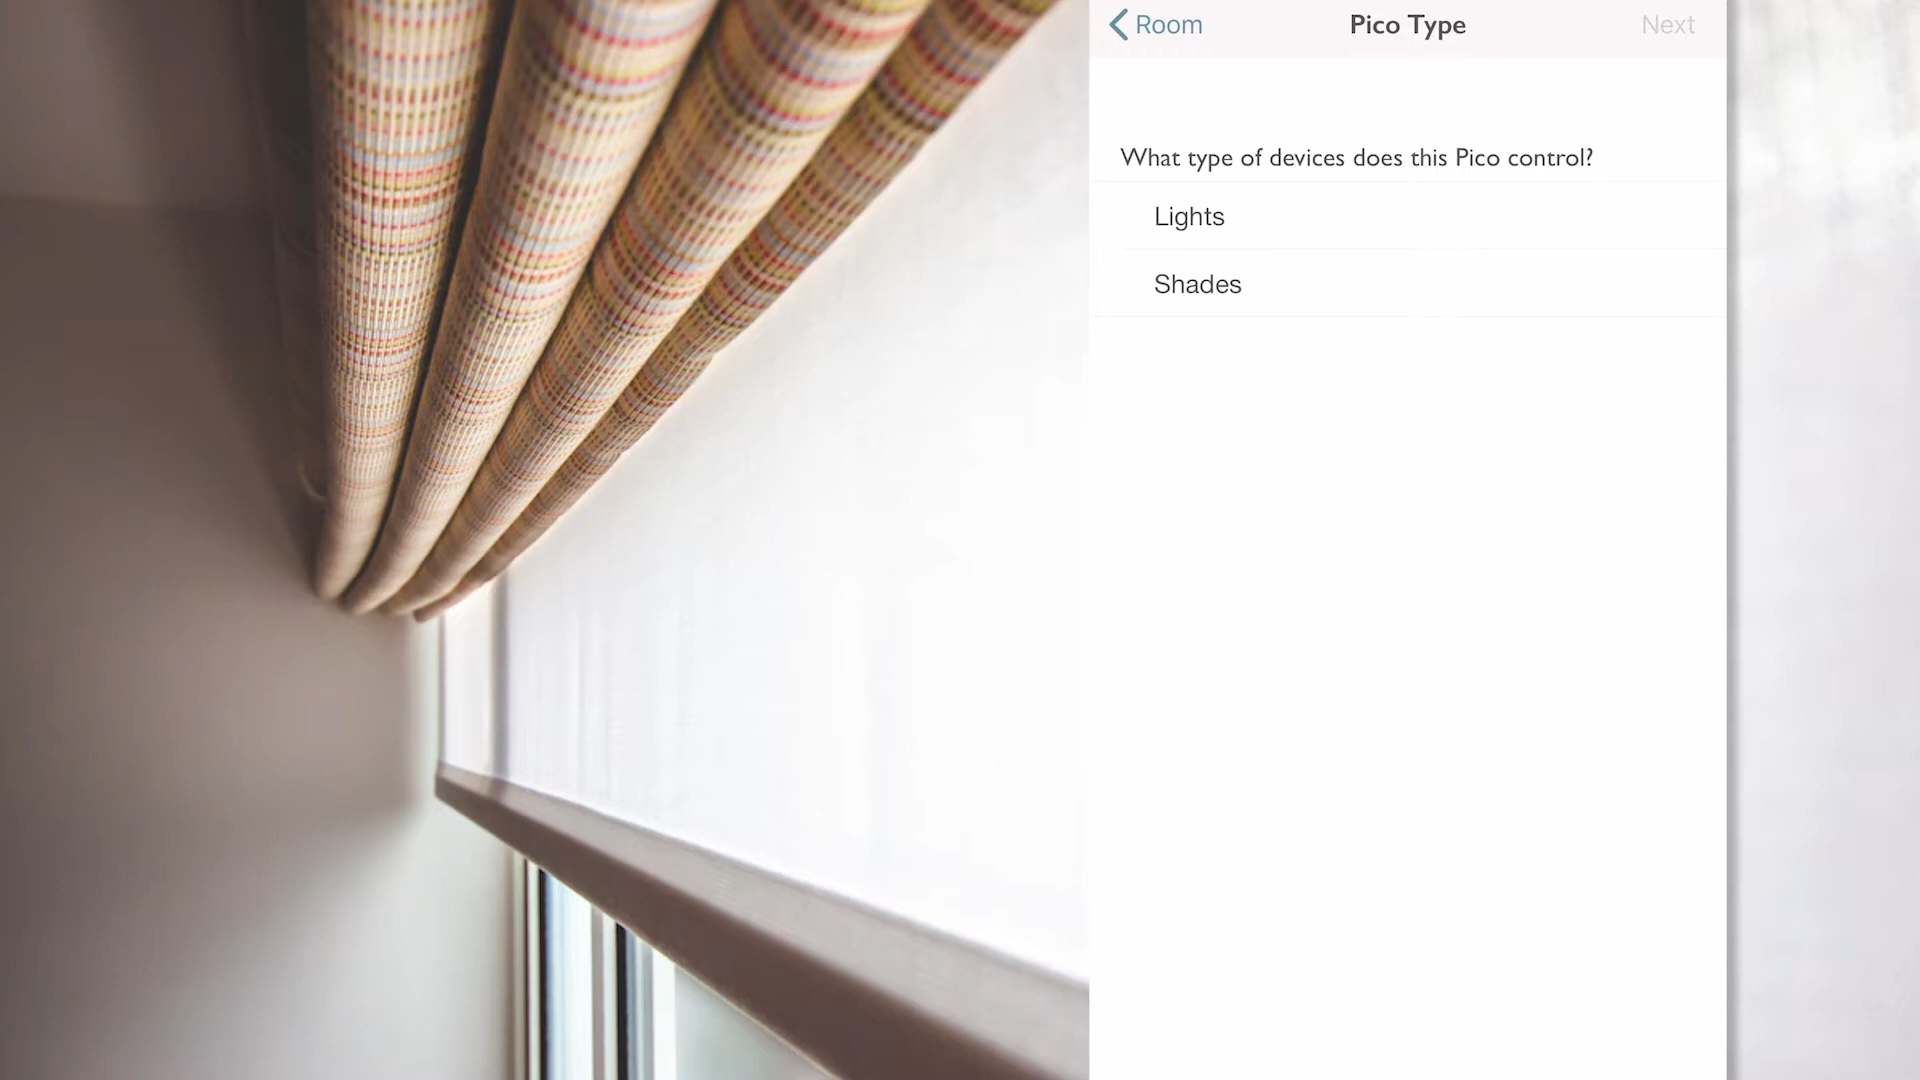 Room
Pico Type
Next
What type of devices does this Pico control?
Lights
Shades